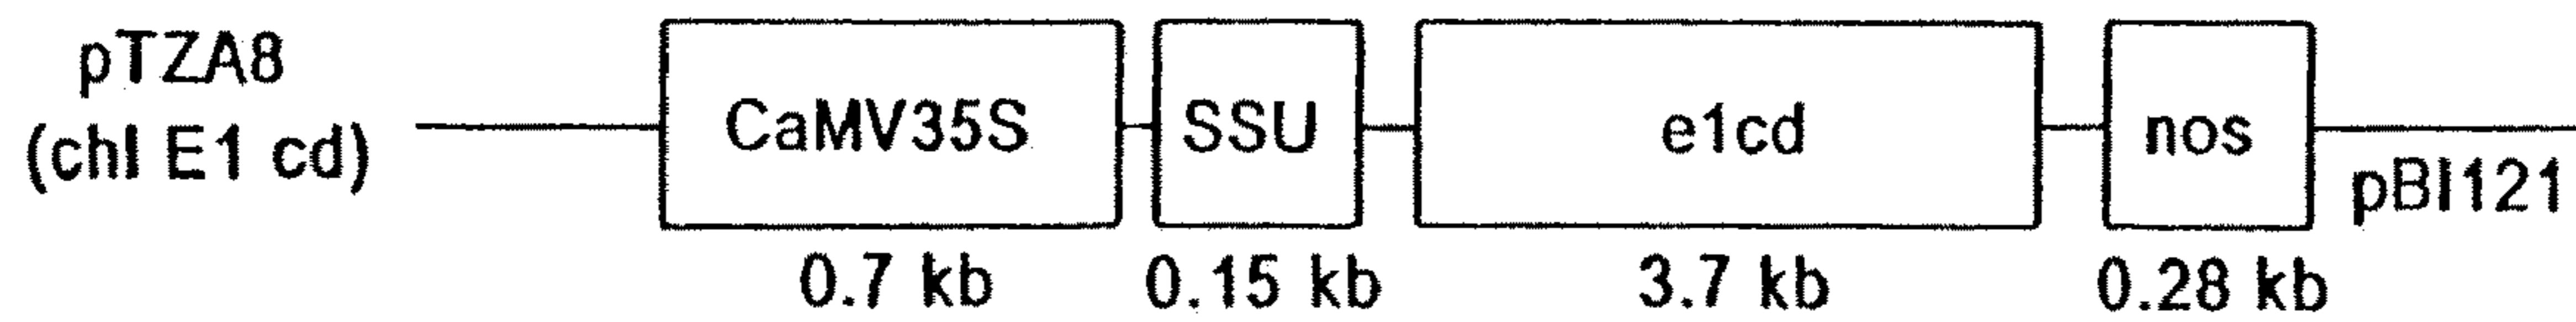 pTZA8
(chl E1 cd)
CaMV35S
SSU
e1cd
nos
pBI121
0.7 kb
0.15 kb
3.7 kb
0.28 kb